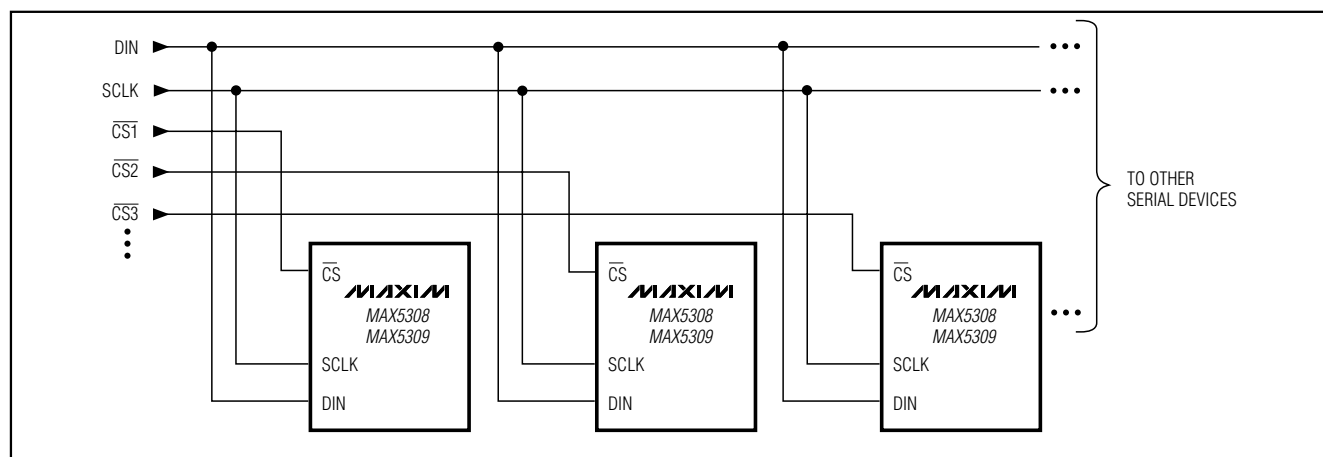 DIN
SCLK
CS1
CS2
CS3
TO OTHER
SERIAL DEVICES
CS
MAXIM
MAX5308
MAX5309
SCLK
DIN
CS
MAXIM
MAX5308
MAX5309
SCLK
DIN
CS
MAXIM
MAX5308
MAX5309
SCLK
DIN